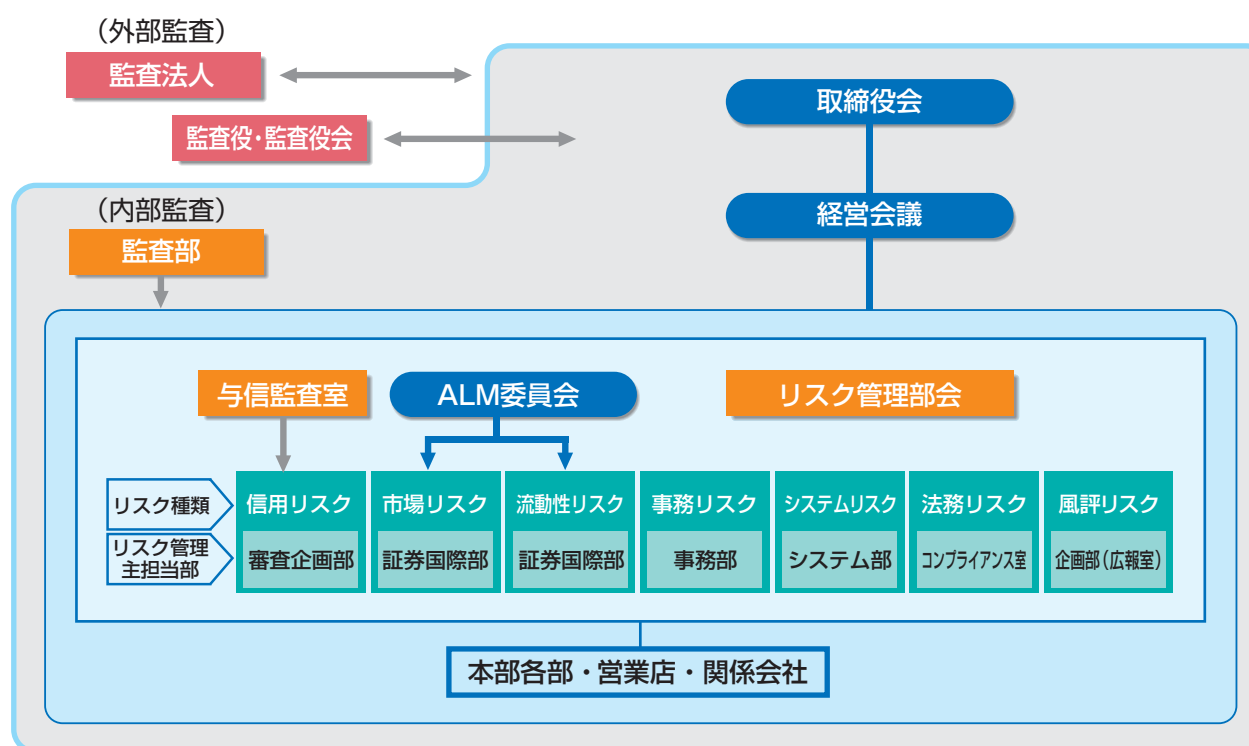 （外部監査）
監査法人
監査役・監査役会
取締役会
経営会議
（内部監査）
監査部
与信監査室
ALM委員会
リスク管理部会
リスク種類
信用リスク
市場リスク
流動性リスク
事務リスク
システムリスク
法務リスク
風評リスク
リスク管理
主担当部
審査企画部
証券国際部
証券国際部
事務部
システム部
コンプライアンス室
企画部（広報室）
本部各部・営業店・関係会社